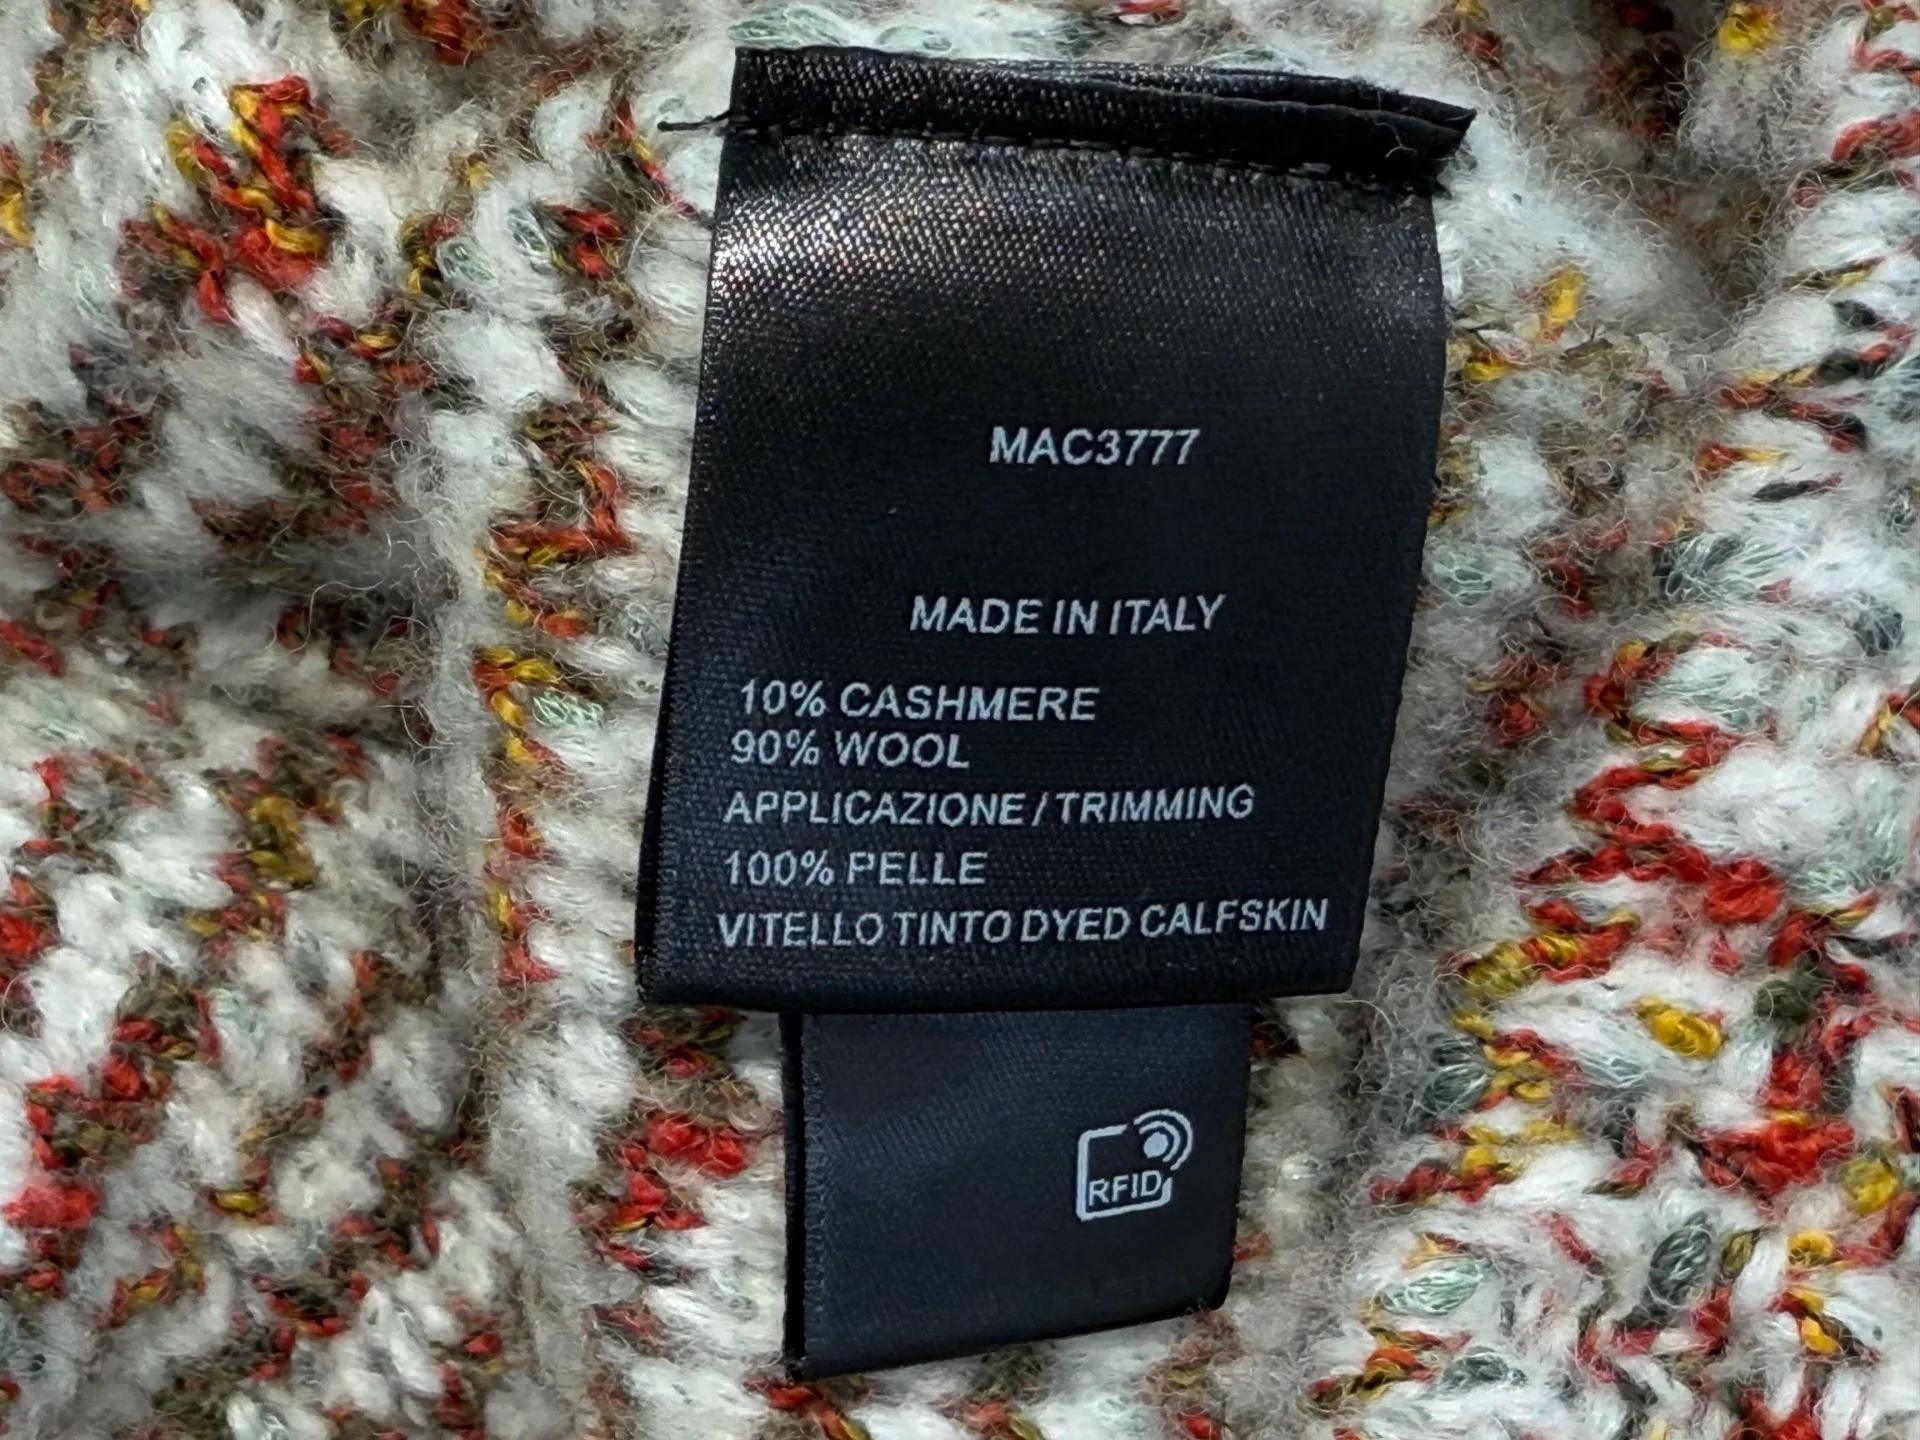 MAC3777
MADE IN ITALY
10% CASHMERE
90% WOOL
APPLICAZIONE / TRIMMING
100% PELLE
VITELLO TINTO DYED CALFSKIN
RFID